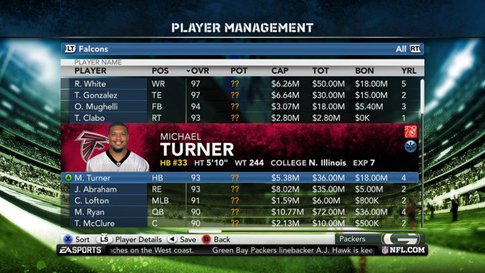 PLAYER MANAGEMENT
LT Falcons All RT
PLAYER NAME
PLAYER POS OVR POT CAP TOT BON YRL
R. White WR 97 ?? $6.26M $50.00M $18.00M 5
T. Gonzalez TE 97 ?? $6.64M $30.00M $15.00M 2
O. Mughelli FB 94 ?? $3.07M $18.00M $5.40M 3
T. Clabo RT 93 ?? $2.80M $2.80M $0K 1
MICHAEL
TURNER
HB #33 HT 5'10" WT 244 COLLEGE N. Illinois EXP 7
M. Turner HB 93 ?? $5.38M $36.00M $18.00M 4
J. Abraham RE 93 ?? $8.02M $35.00M $5.00M 2
C. Lofton MLB 91 ?? $1.59M $6.00M $800K 2
M. Ryan QB 90 ?? $10.77M $72.00M $36.00M 4
T. McClure C 90 ?? $2.13M $10.00M $500K 2
X Sort LS Player Details Save Back Packers
EA SPORTS ches on the West coast. Green Bay Packers linebacker A.J. Hawk is kee NFL.COM